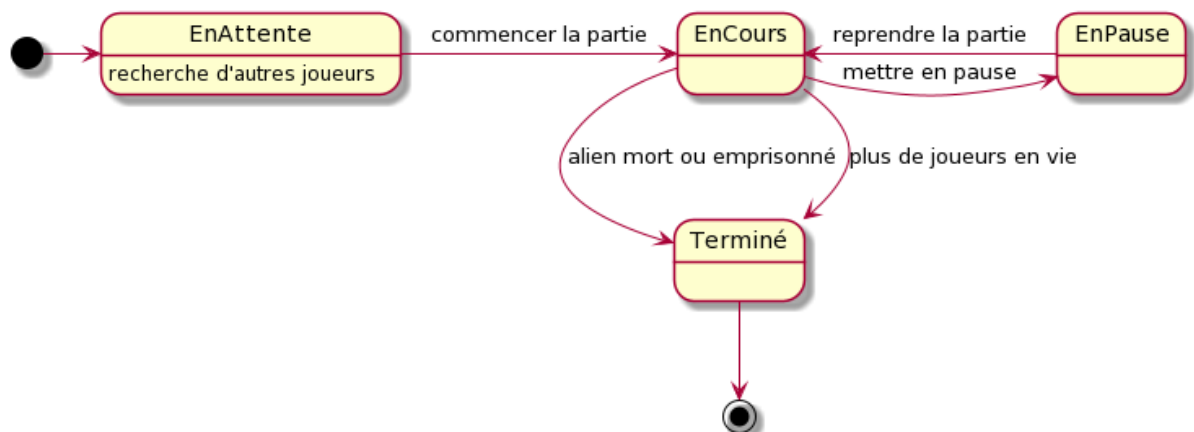 EnAttente
recherche d'autres joueurs
commencer la partie
EnCours
reprendre la partie
mettre en pause
EnPause
alien mort ou emprisonné
plus de joueurs en vie
Terminé